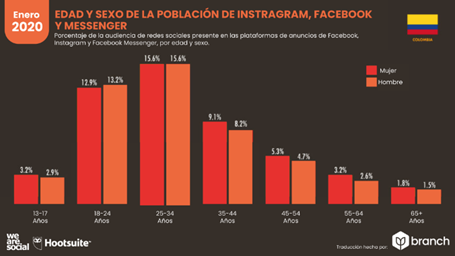 Enero
2020
EDAD Y SEXO DE LA POBLACIÓN DE INSTRAGRAM, FACEBOOK
Y MESSENGER
Porcentaje de la audiencia de redes sociales presente en las plataformas de anuncios de Facebook,
Instagram y Facebook Messenger, por edad y sexo.
COLOMBIA
Mujer
Hombre
3.2% 2.9%
12.9% 13.2%
15.6% 15.6%
9.1% 8.2%
5.3% 4.7%
3.2% 2.6%
1.8% 1.5%
13-17 18-24 25-34 35-44 45-54 55-64 65+
Años Años Años Años Años Años Años
we
are
social
Hootsuite
Traducción hecha por:
branch